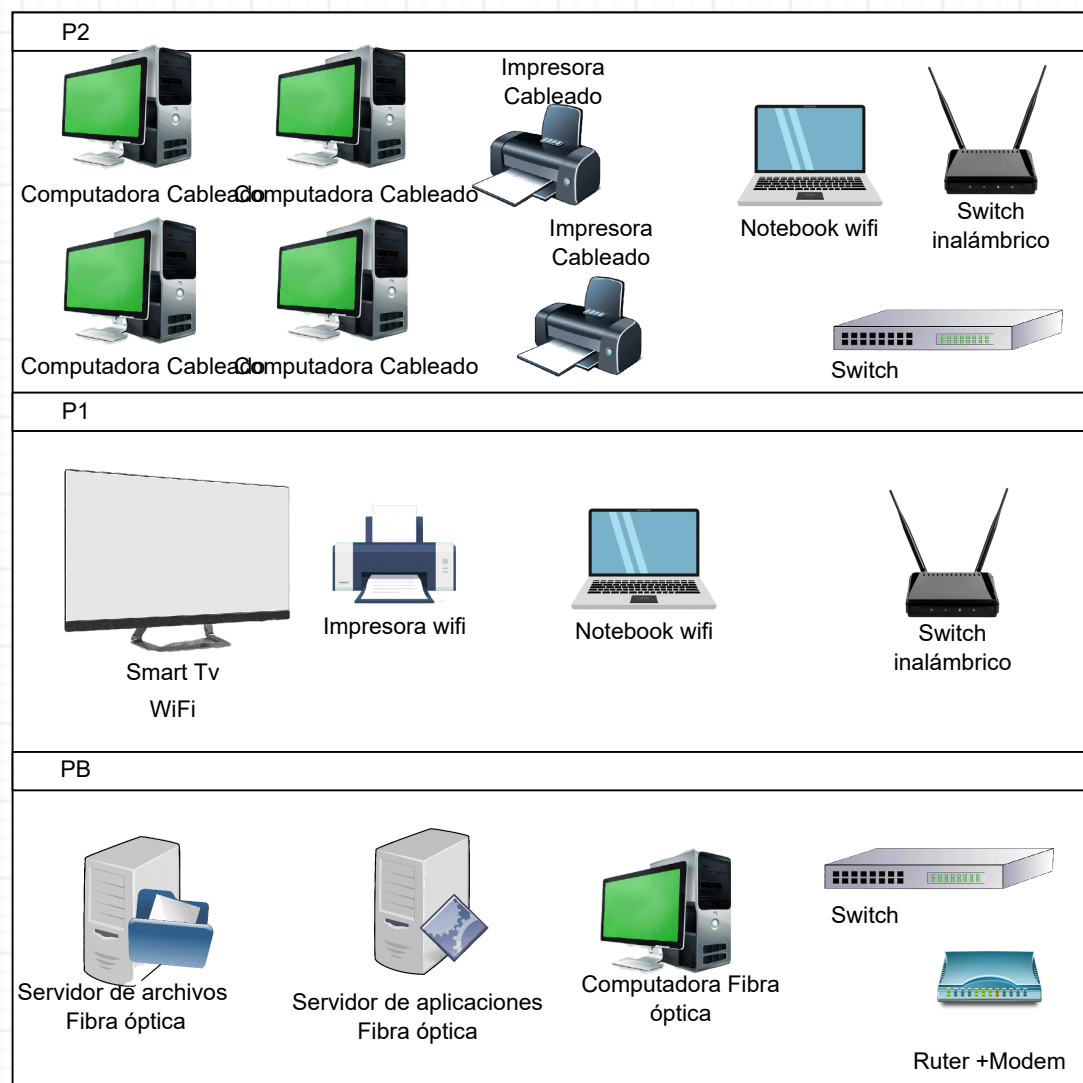 P2
Impresora
Cableado
Computadora Cableado
Computadora Cableado
Notebook wifi
Switch
inalámbrico
Impresora
Cableado
Computadora Cableado
Computadora Cableado
Switch
P1
Smart Tv
WiFi
Impresora wifi
Notebook wifi
Switch
inalámbrico
PB
Servidor de archivos
Fibra óptica
Servidor de aplicaciones
Fibra óptica
Computadora Fibra
óptica
Switch
Ruter +Modem